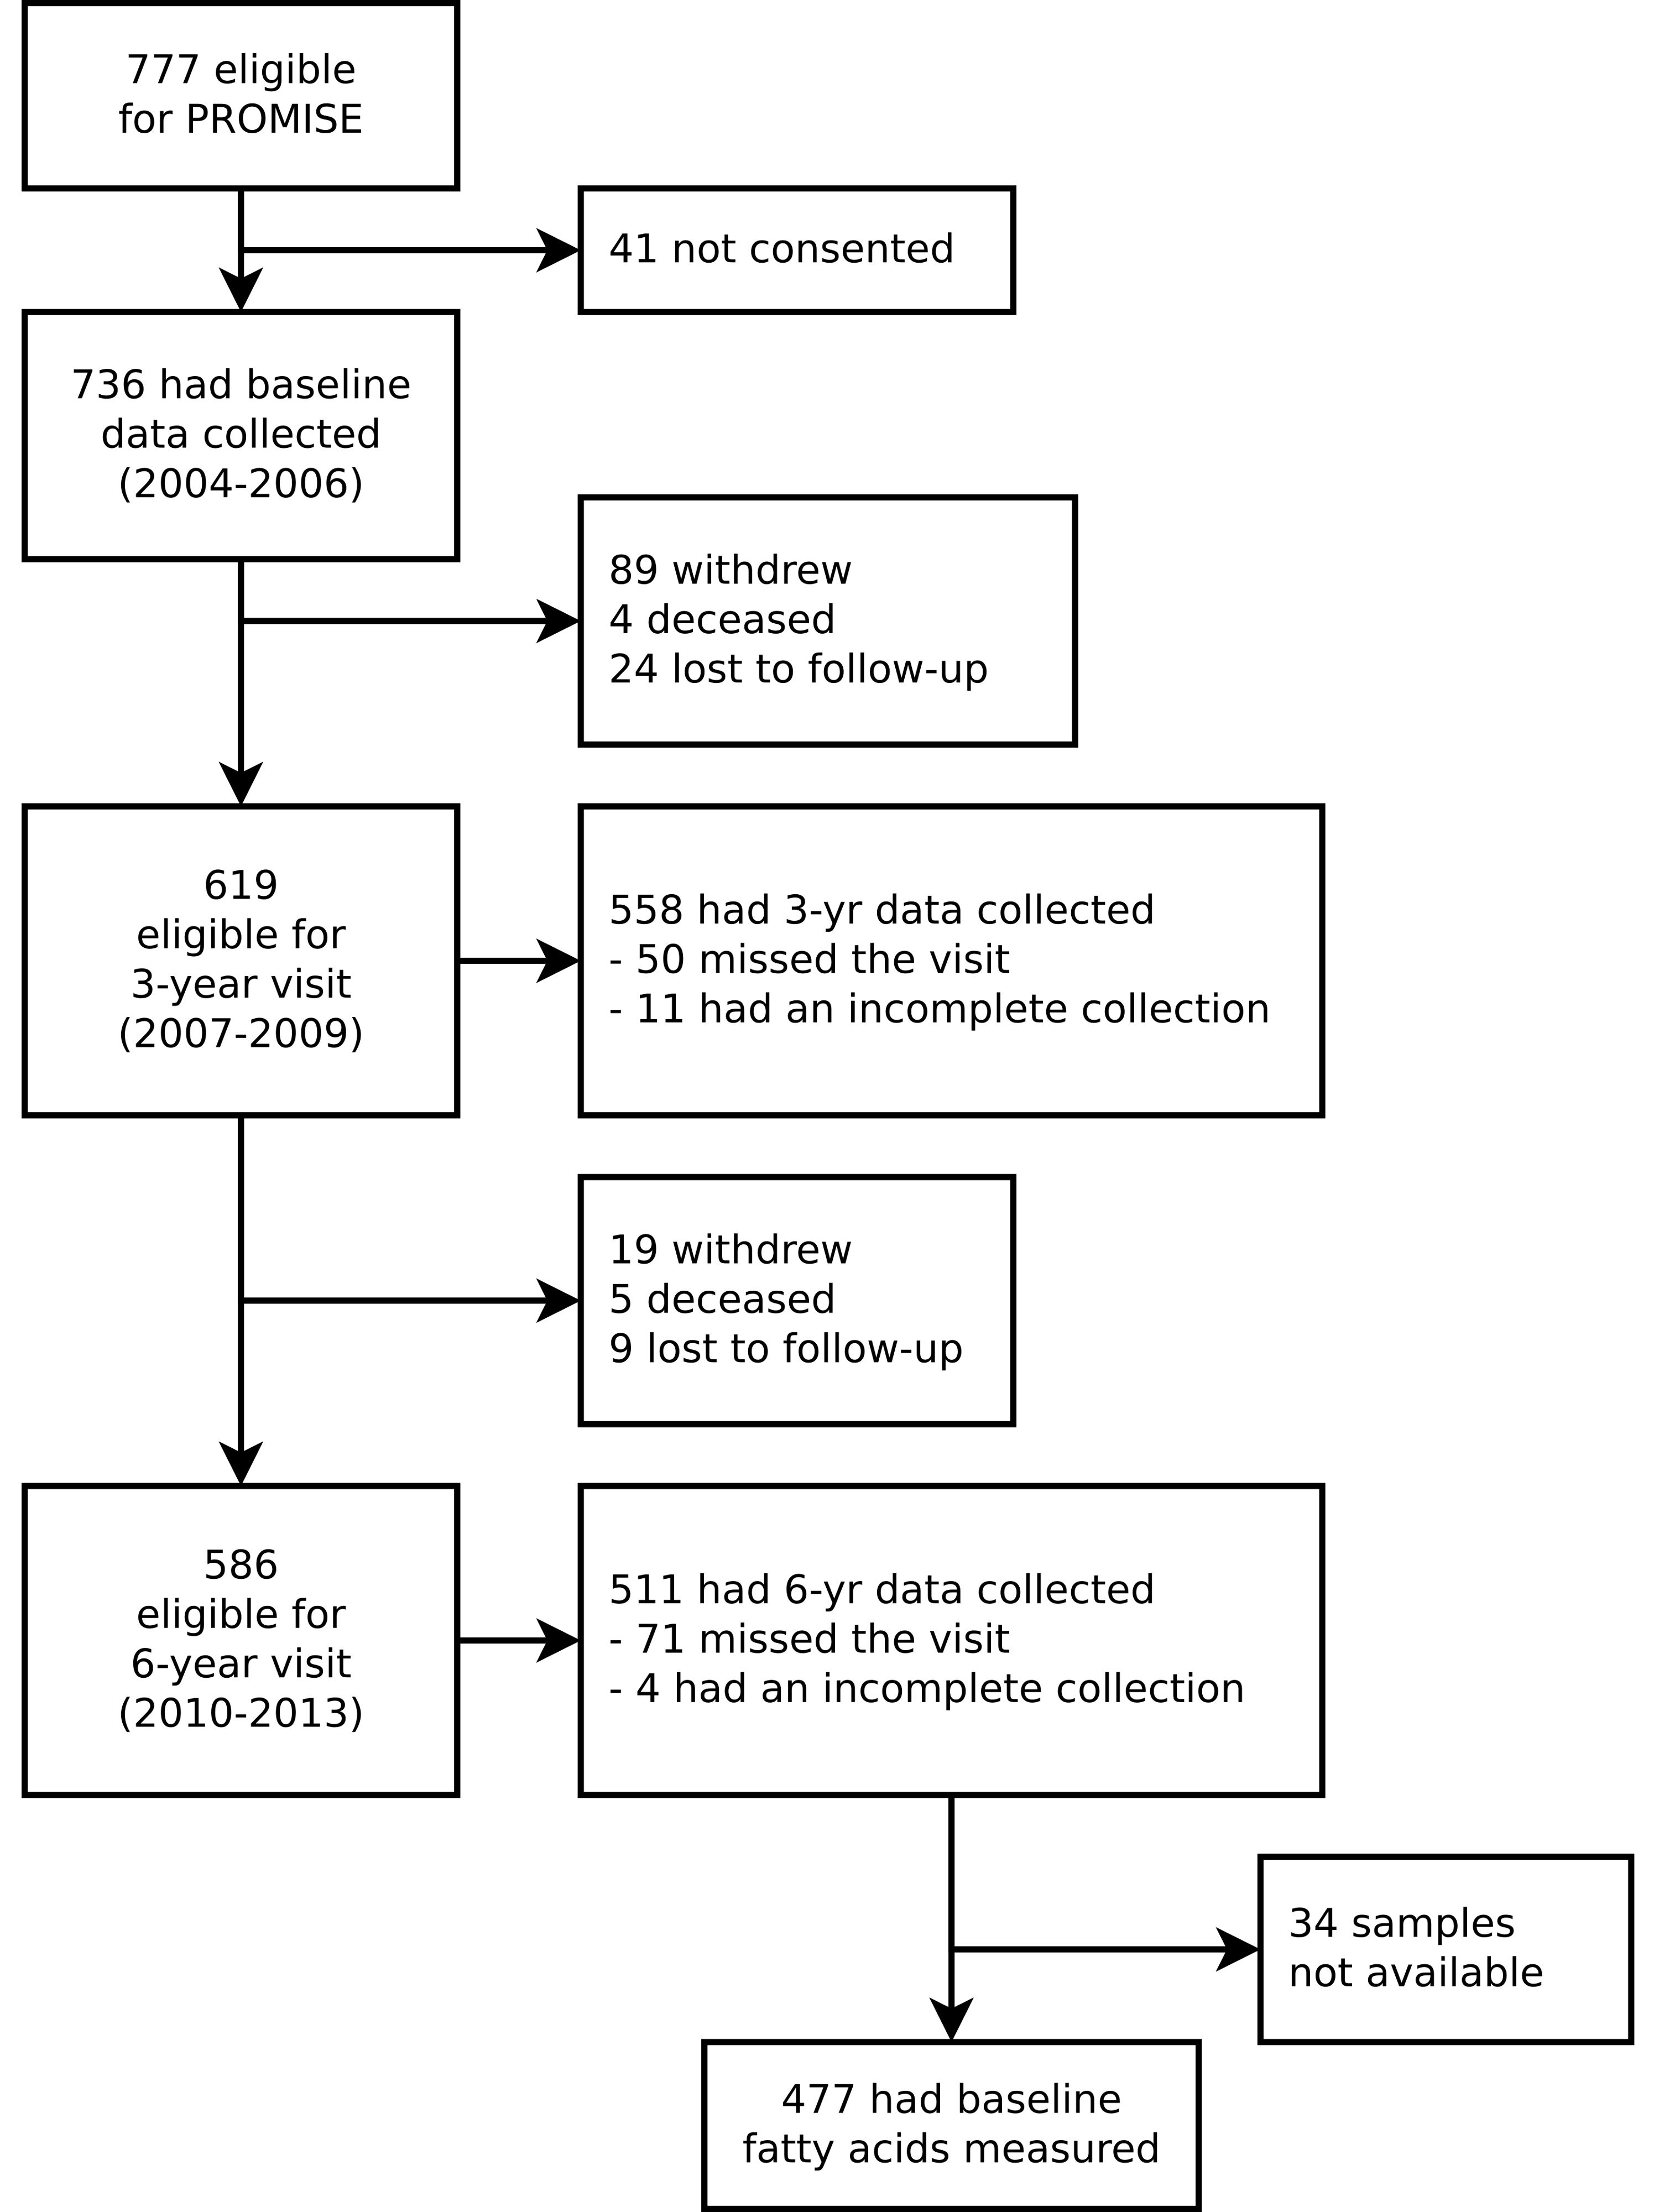 777 eligible
for PROMISE
41 not consented
736 had baseline
data collected
(2004-2006)
89 withdrew
4 deceased
24 lost to follow-up
619
eligible for
3-year visit
(2007-2009)
558 had 3-yr data collected
- 50 missed the visit
- 11 had an incomplete collection
19 withdrew
5 deceased
9 lost to follow-up
586
eligible for
6-year visit
(2010-2013)
511 had 6-yr data collected
- 71 missed the visit
- 4 had an incomplete collection
34 samples
not available
477 had baseline
fatty acids measured